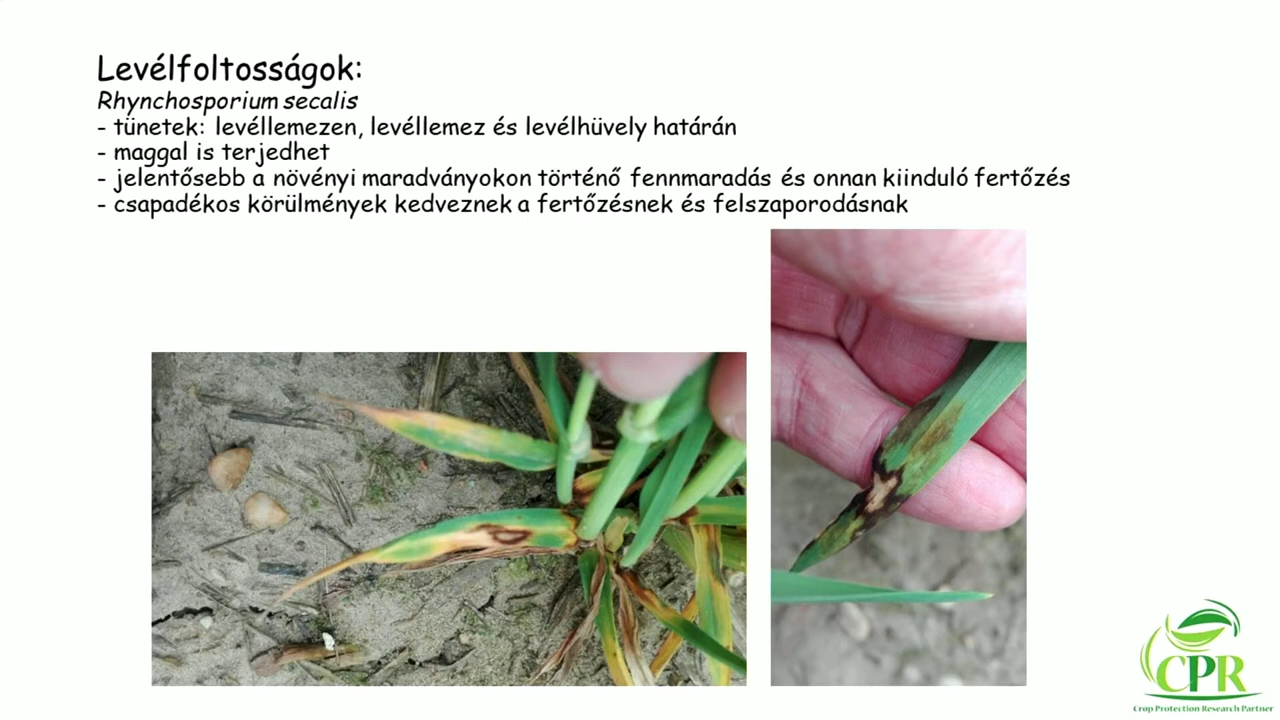 Levélfoltosságok:
Rhynchosporium secalis
- tünetek: levéllemezen, levéllemez és levélhüvely határán
- maggal is terjedhet
- jelentősebb a növényi maradványokon történő fennmaradás és onnan kiinduló fertőzés
- csapadékos körülmények kedveznek a fertőzésnek és felszaporodásnak
CPR
Crop Protection Research Partner